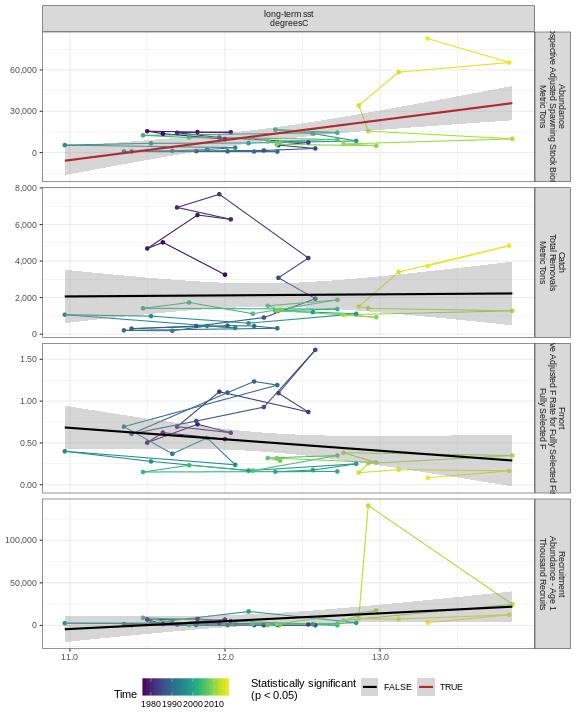 long-term sst
degreesC
60,000
30,000
0
Abundance
Adjusted Spawning Stock
Metric Tons
8,000
6,000
4,000
2,000
0
Catch
Total Removals
Metric Tons
1.50
1.00
0.50
0.00
Fmort
Adjusted F Rate for Fully Selected
Fully Selected F
100,000
50,000
0
Recruitment
Abundance - Age 1
Thousand Recruits
11.0 12.0 13.0
Time
1980 1990 2000 2010
Statistically significant
(p < 0.05)
FALSE TRUE